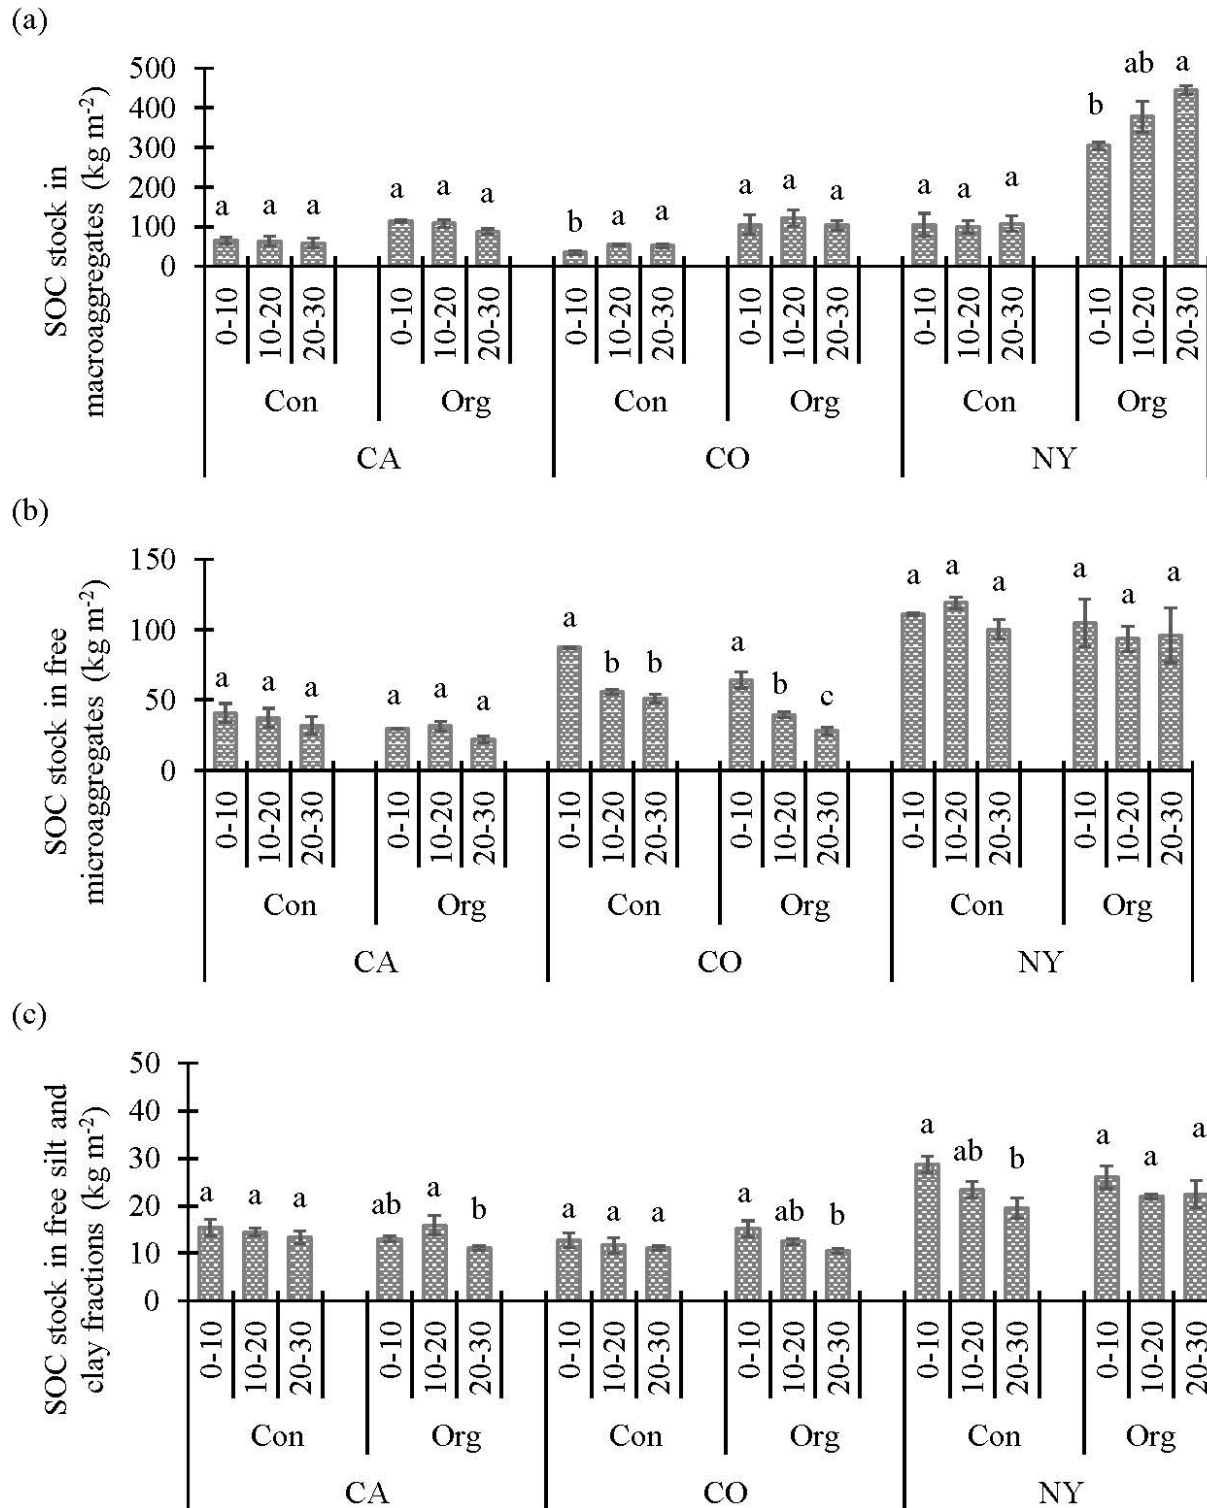 (a)
SOC stock in
macroaggregates (kg m-2)
500
400
300
200
100
0
a a a a a a b a a a a a a a a b ab a
0-10 10-20 20-30 0-10 10-20 20-30 0-10 10-20 20-30 0-10 10-20 20-30 0-10 10-20 20-30 0-10 10-20 20-30
Con Org Con Org Con Org
CA CO NY
(b)
SOC stock in free
microaggregates (kg m-2)
150
100
50
0
a a a a a a a b b a b c a a a a a a
0-10 10-20 20-30 0-10 10-20 20-30 0-10 10-20 20-30 0-10 10-20 20-30 0-10 10-20 20-30 0-10 10-20 20-30
Con Org Con Org Con Org
CA CO NY
(c)
SOC stock in free silt and
clay fractions (kg m-2)
50
40
30
20
10
0
a a a ab a b a a a a ab b a ab b a a a
0-10 10-20 20-30 0-10 10-20 20-30 0-10 10-20 20-30 0-10 10-20 20-30 0-10 10-20 20-30 0-10 10-20 20-30
Con Org Con Org Con Org
CA CO NY